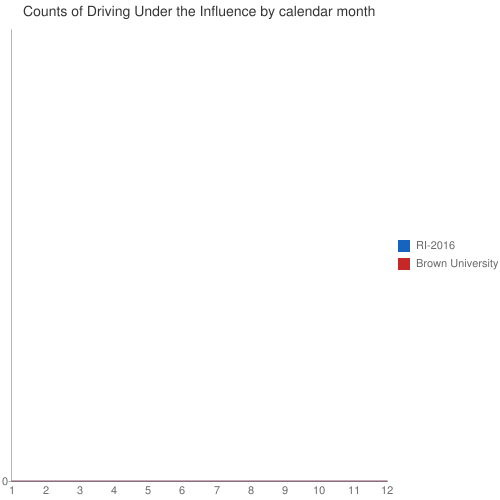 Counts of Driving Under the Influence by calendar month
RI-2016
Brown University
0
1 2 3 4 5 6 7 8 9 10 11 12